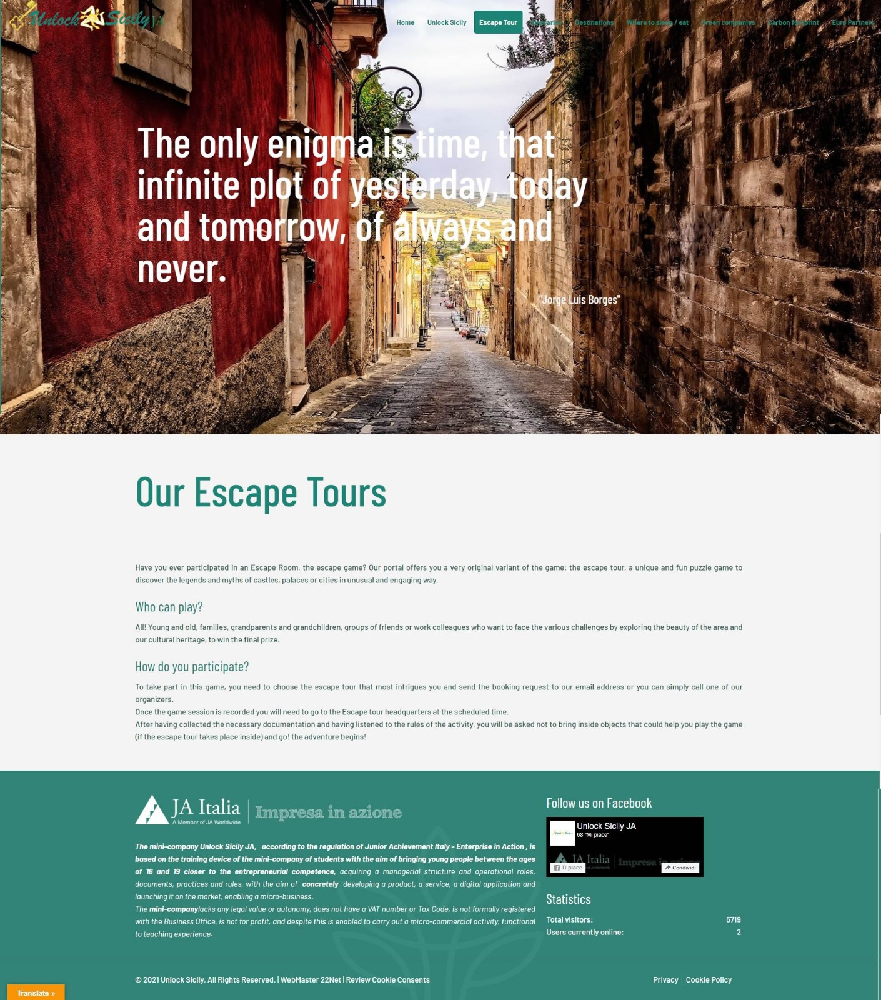 Unlock Sicily JA
Home Unlock Sicily Escape Tour Itineraries Destinations Where to sleep / eat Green companies Carbon footprint Euro Partners
The only enigma is time, that
infinite plot of yesterday, today
and tomorrow, of always and
never.
"Jorge Luis Borges"
Our Escape Tours
Have you ever participated in an Escape Room, the escape game? Our portal offers you a very original variant of the game: the escape tour, a unique and fun puzzle game to
discover the legends and myths of castles, palaces or cities in unusual and engaging way.
Who can play?
All! Young and old, families, grandparents and grandchildren, groups of friends or work colleagues who want to face the various challenges by exploring the beauty of the area and
our cultural heritage, to win the final prize.
How do you participate?
To take part in this game, you need to choose the escape tour that most intrigues you and send the booking request to our email address or you can simply call one of our
organizers.
Once the game session is recorded you will need to go to the Escape tour headquarters at the scheduled time.
After having collected the necessary documentation and having listened to the rules of the activity, you will be asked not to bring inside objects that could help you play the game
(if the escape tour takes place inside) and go! the adventure begins!
JA Italia
A Member of JA Worldwide
Impresa in azione
The mini-company Unlock Sicily JA, according to the regulation of Junior Achievement Italy - Enterprise in Action , is
based on the training device of the mini-company of students with the aim of bringing young people between the ages
of 16 and 19 closer to the entrepreneurial competence, acquiring a managerial structure and operational roles,
documents, practices and rules, with the aim of concretely developing a product, a service, a digital application and
launching it on the market, enabling a micro-business.
The mini-companylacks any legal value or autonomy, does not have a VAT number or Tax Code, is not formally registered
with the Business Office, is not for profit, and despite this is enabled to carry out a micro-commercial activity, functional
to teaching experience.
Follow us on Facebook
Unlock Sicily JA
68 "Mi piace"
JA Italia Impresa in azione
Ti piace
Condividi
Statistics
Total visitors: 6719
Users currently online: 2
© 2021 Unlock Sicily. All Rights Reserved. | WebMaster 22Net | Review Cookie Consents
Privacy Cookie Policy
Translate »